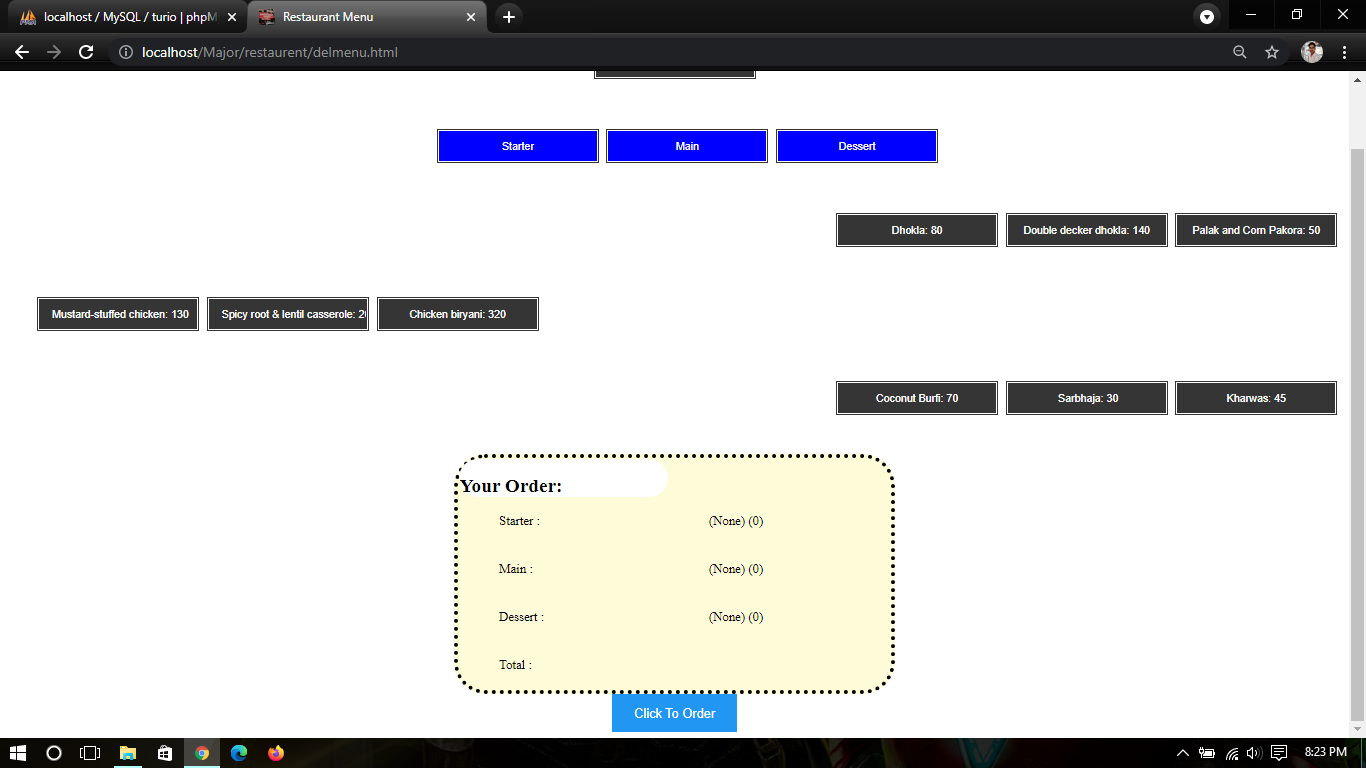 localhost / MySQL / turio | phpM
Restaurant Menu
localhost/Major/restaurent/delmenu.html
Starter Main Dessert
Dhokla: 80 Double decker dhokla: 140 Palak and Corn Pakora: 50
Mustard-stuffed chicken: 130 Spicy root & lentil casserole: 2 Chicken biryani: 320
Coconut Burfi: 70 Sarbhaja: 30 Kharwas: 45
Your Order:
Starter : (None) (0)
Main : (None) (0)
Dessert : (None) (0)
Total :
Click To Order
8:23 PM